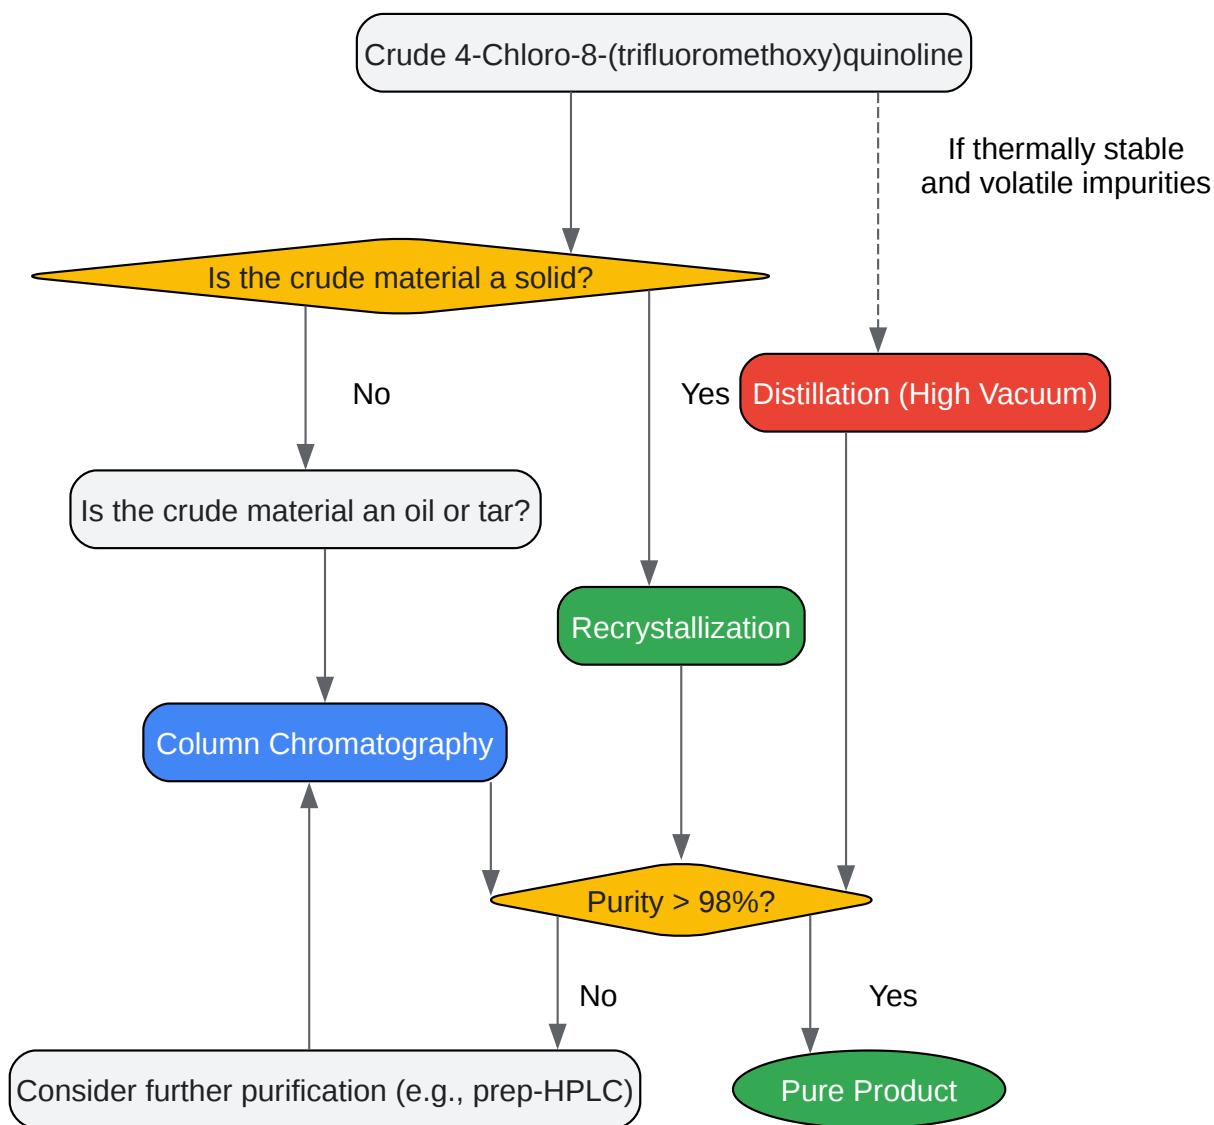 Crude 4-Chloro-8-(trifluoromethoxy)quinoline
If thermally stable
and volatile impurities
Is the crude material a solid?
No
Yes
Distillation (High Vacuum)
Is the crude material an oil or tar?
Recrystallization
Column Chromatography
Purity > 98%?
No
Yes
Consider further purification (e.g., prep-HPLC)
Pure Product